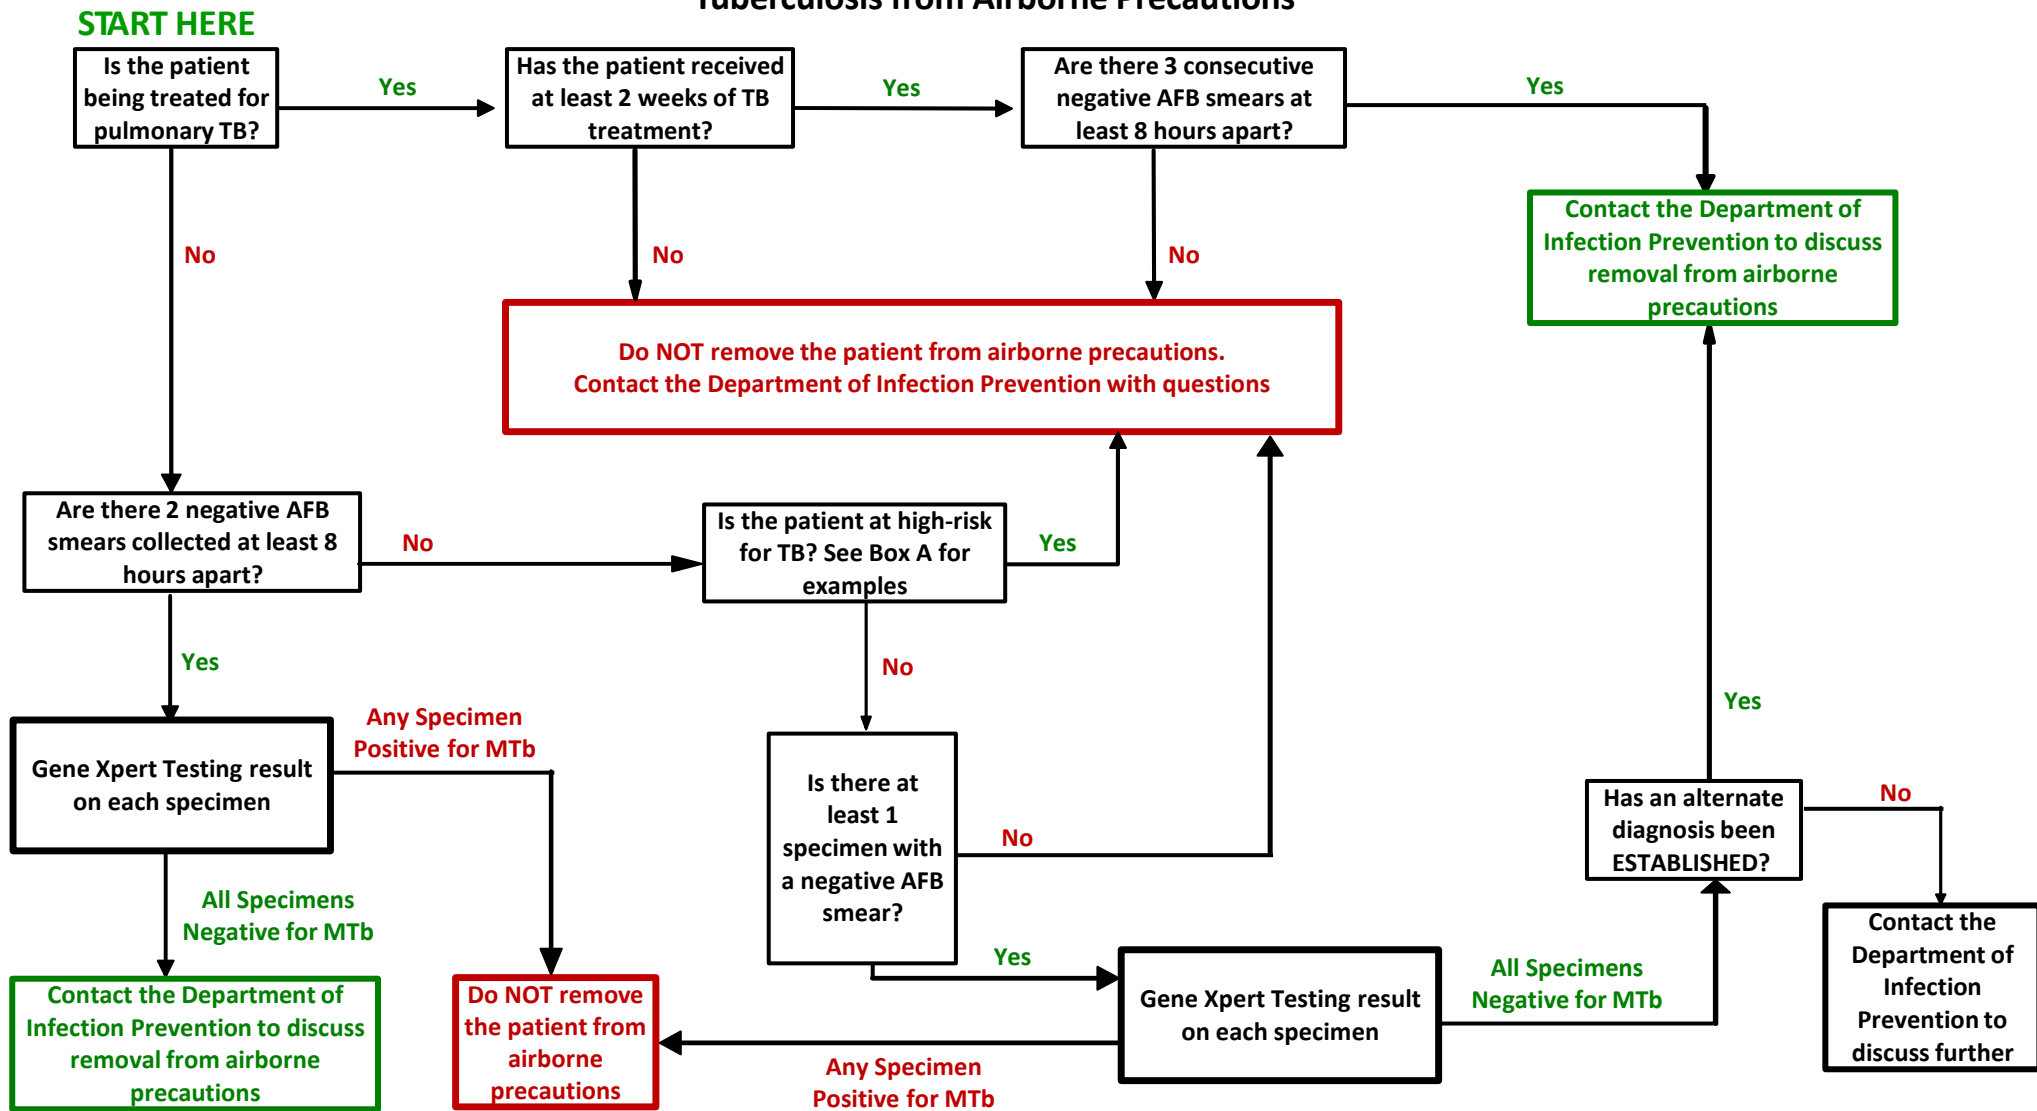 Tuberculosis from Airborne Precautions
START HERE
Is the patient
being treated for
pulmonary TB?
Yes
Has the patient received
at least 2 weeks of TB
treatment?
Yes
Are there 3 consecutive
negative AFB smears at
least 8 hours apart?
Yes
Contact the Department of
Infection Prevention to discuss
removal from airborne
precautions
No
No
No
Do NOT remove the patient from airborne precautions.
Contact the Department of Infection Prevention with questions
Are there 2 negative AFB
smears collected at least 8
hours apart?
No
Is the patient at high-risk
for TB? See Box A for
examples
Yes
Yes
No
Gene Xpert Testing result
on each specimen
Any Specimen
Positive for MTb
Is there at
least 1
specimen with
a negative AFB
smear?
No
Yes
Has an alternate
diagnosis been
ESTABLISHED?
No
All Specimens
Negative for MTb
Contact the Department of
Infection Prevention to discuss
removal from airborne
precautions
Do NOT remove
the patient from
airborne
precautions
Yes
Gene Xpert Testing result
on each specimen
Any Specimen
Positive for MTb
All Specimens
Negative for MTb
Contact the
Department of
Infection
Prevention to
discuss further